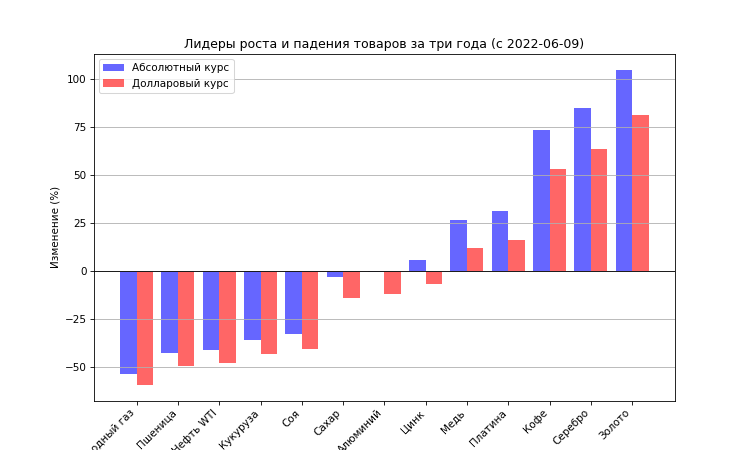 Лидеры роста и падения товаров за три года (с 2022-06-09)
Абсолютный курс
Долларовый курс
Изменение (%)
100
75
50
25
0
−25
−50
газ
Пшеница
Нефть WTI
Кукуруза
Соя
Сахар
Алюминий
Цинк
Медь
Платина
Кофе
Серебро
Золото